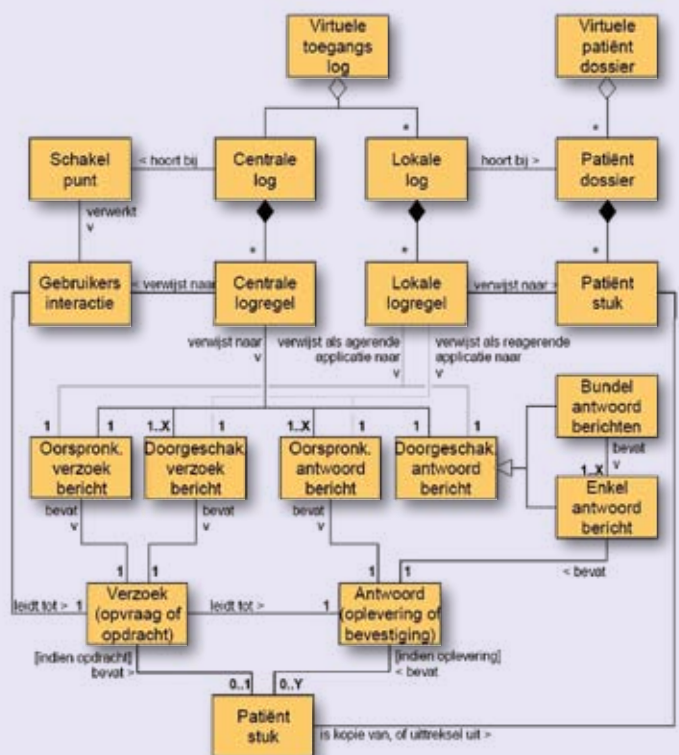 Virtuele
toegangs
log
Virtuele
patiënt
dossier
*
*
Schakel
punt
< hoort bij
Centrale
log
Lokale
log
hoort bij >
Patiënt
dossier
verwerkt
v
*
*
*
Gebruikers
interactie
< verwijst naar
Centrale
logregel
Lokale
logregel
verwijst naar >
Patiënt
stuk
verwijst naar
v
verwijst als agerende
applicatie naar
v
verwijst als reagerende
applicatie naar
v
Bundel
antwoord
berichten
1
1..X
1
1..X
1
1
1
Oorspronk.
verzoek
bericht
Doorgeschak.
verzoek
bericht
Oorspronk.
antwoord
bericht
Doorgeschak.
antwoord
bericht
bevat
v
1..X
Enkel
antwoord
bericht
bevat
v
bevat
v
bevat
v
1
1
1
1
< bevat
leidt tot >
1
Verzoek
(opvraag of
opdracht)
leidt tot >
1
Antwoord
(oplevering of
bevestiging)
[indien opdracht]
bevat >
[indien oplevering]
< bevat
0..1
0..Y
Patiënt
stuk
is kopie van, of uittreksel uit >